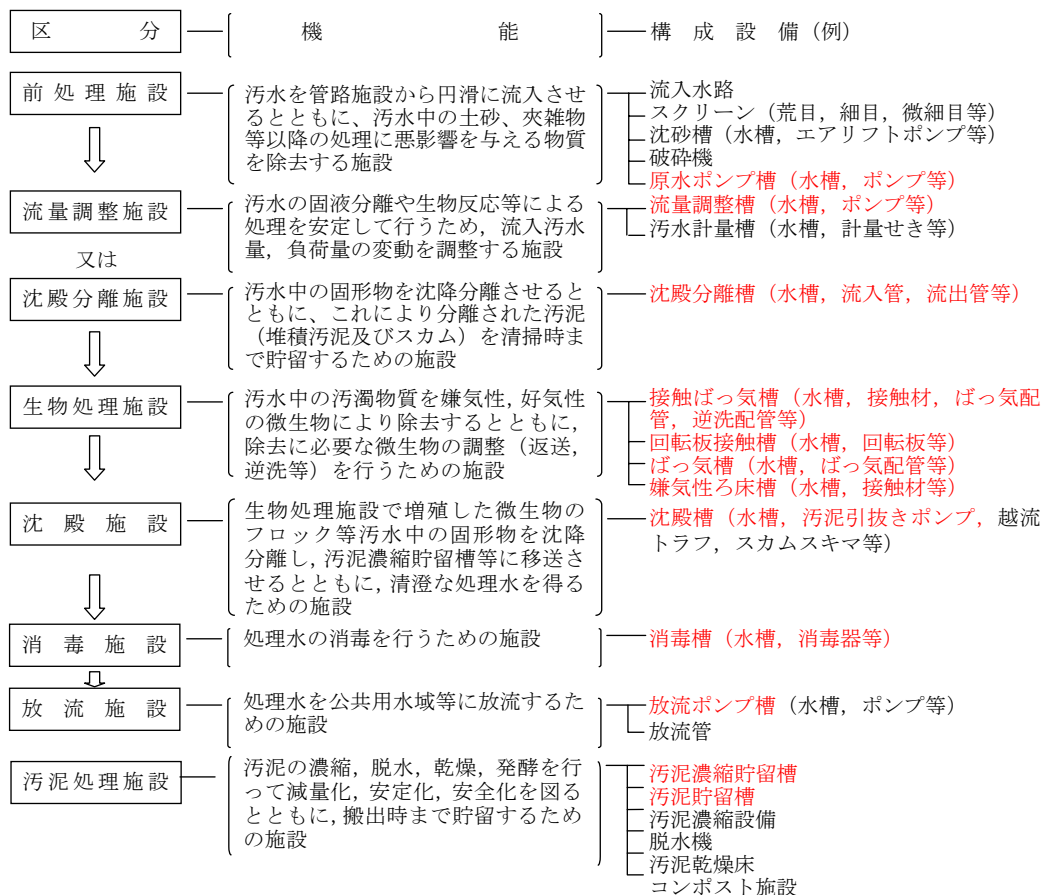 区分 機能 構成設備（例）
前処理施設
汚水を管路施設から円滑に流入させ
るとともに、汚水中の土砂、夾雑物
等以降の処理に悪影響を与える物質
を除去する施設
流入水路
スクリーン（荒目，細目，微細目等）
沈砂槽（水槽，エアリフトポンプ等）
破砕機
原水ポンプ槽（水槽，ポンプ等）
流量調整施設
汚水の固液分離や生物反応等による
処理を安定して行うため，流入汚水
量，負荷量の変動を調整する施設
流量調整槽（水槽，ポンプ等）
汚水計量槽（水槽，計量せき等）
又は
沈殿分離施設
汚水中の固形物を沈降分離させると
ともに、これにより分離された汚泥
（堆積汚泥及びスカム）を清掃時ま
で貯留するための施設
沈殿分離槽（水槽，流入管，流出管等）
生物処理施設
汚水中の汚濁物質を嫌気性，好気性
の微生物により除去するとともに，
除去に必要な微生物の調整（返送，
逆洗等）を行うための施設
接触ばっ気槽（水槽，接触材，ばっ気配
管，逆洗配管等）
回転板接触槽（水槽，回転板等）
ばっ気槽（水槽，ばっ気配管等）
嫌気性ろ床槽（水槽，接触材等）
沈殿施設
生物処理施設で増殖した微生物の
フロック等汚水中の固形物を沈降
分離し，汚泥濃縮貯留槽等に移送さ
せるとともに，清澄な処理水を得る
ための施設
沈殿槽（水槽，汚泥引抜きポンプ，越流
トラフ，スカムスキマ等）
消毒施設
処理水の消毒を行うための施設
消毒槽（水槽，消毒器等）
放流施設
処理水を公共用水域等に放流するた
めの施設
放流ポンプ槽（水槽，ポンプ等）
放流管
汚泥処理施設
汚泥の濃縮，脱水，乾燥，発酵を行
って減量化，安定化，安全化を図る
とともに，搬出時まで貯留するため
の施設
汚泥濃縮貯留槽
汚泥貯留槽
汚泥濃縮設備
脱水機
汚泥乾燥床
コンポスト施設